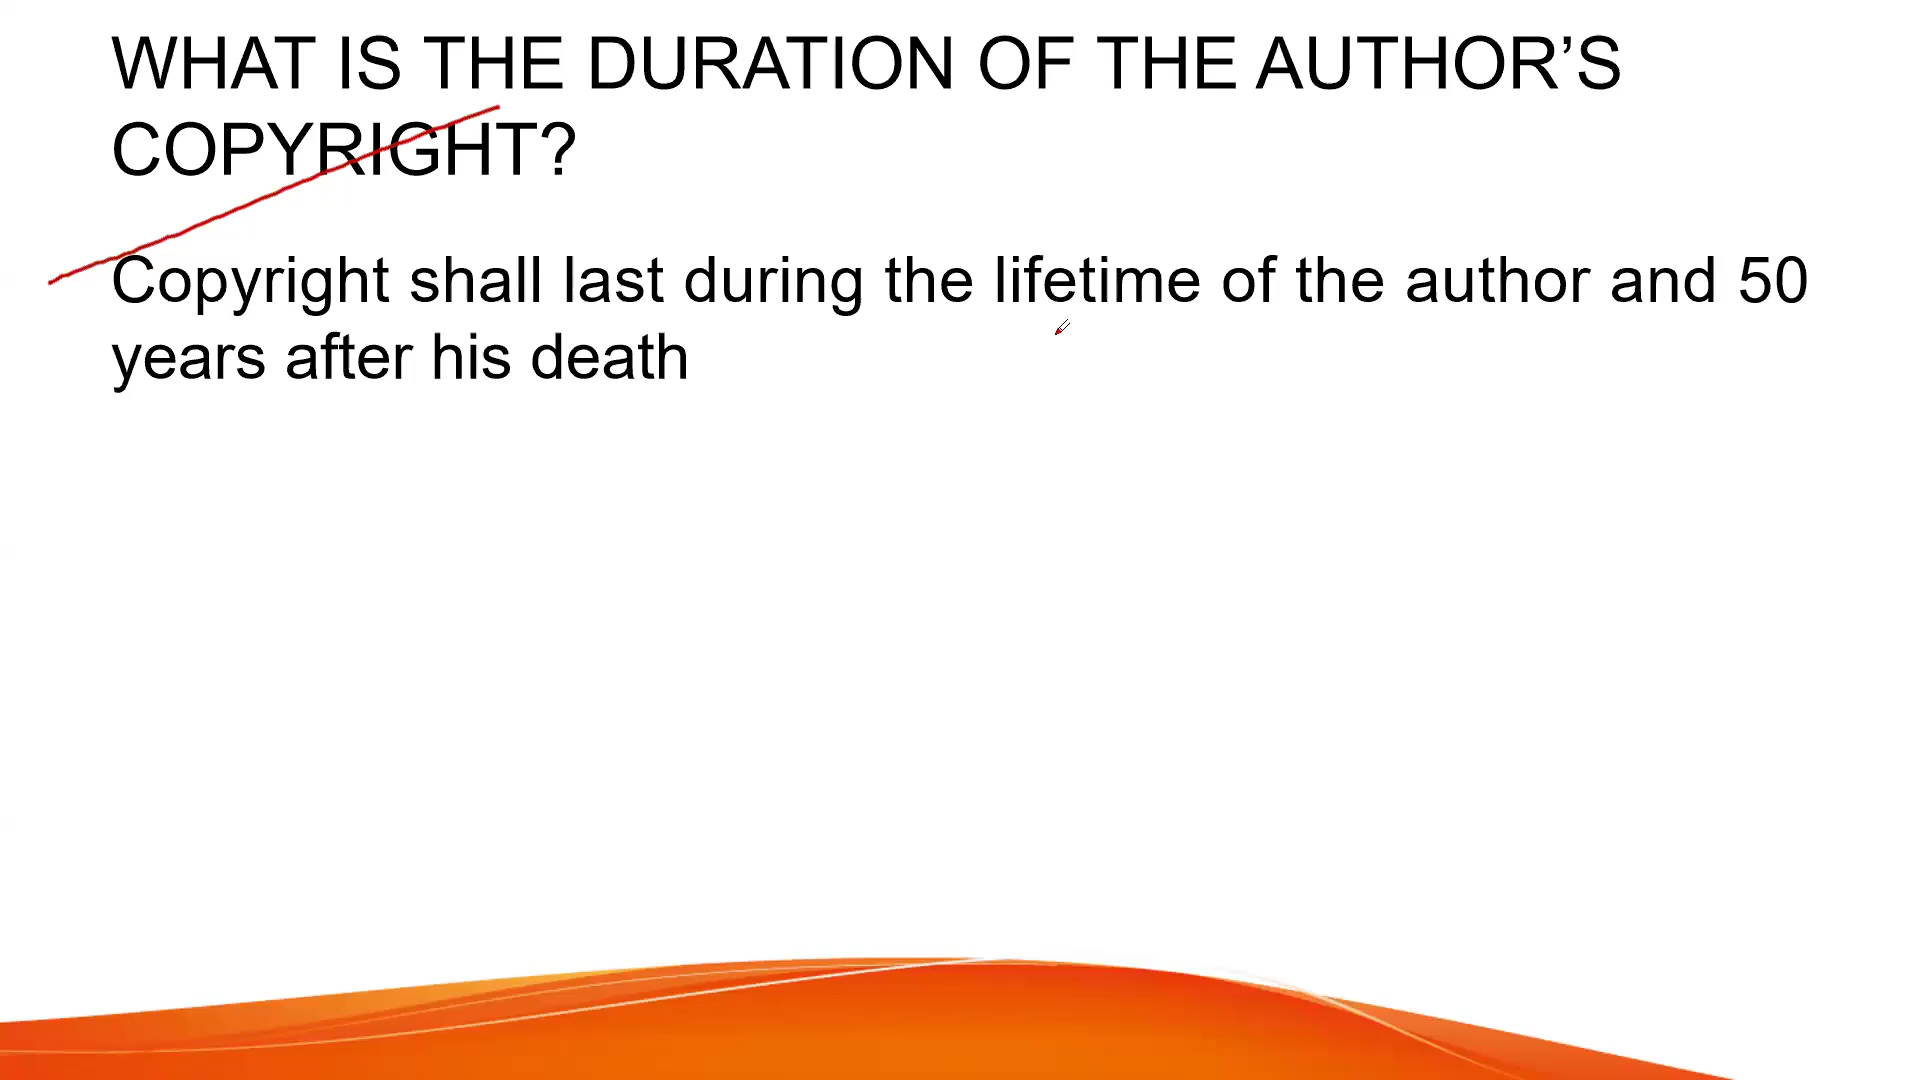 WHAT IS THE DURATION OF THE AUTHOR’S
COPYRIGHT?
Copyright shall last during the lifetime of the author and 50
years after his death